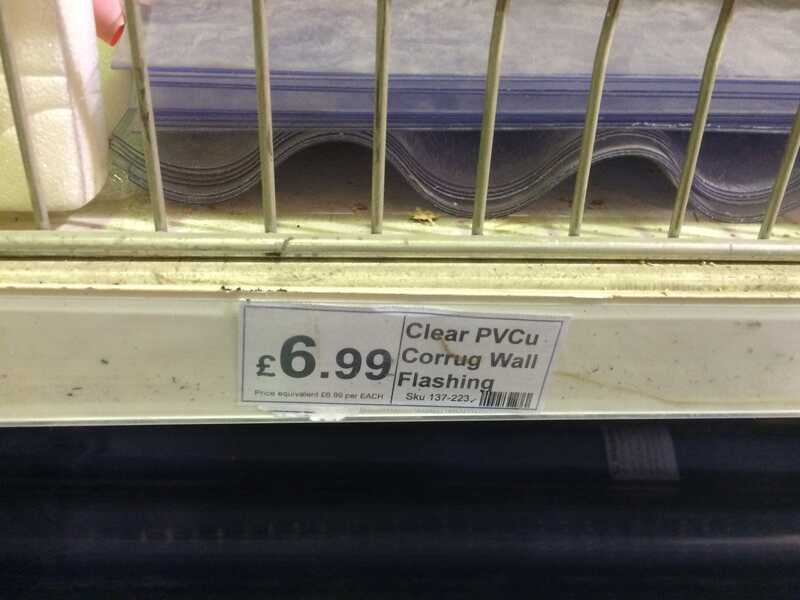 £6.99
Price equivalent £6.99 per EACH
Clear PVCu
Corrug Wall
Flashing
Sku 137-223